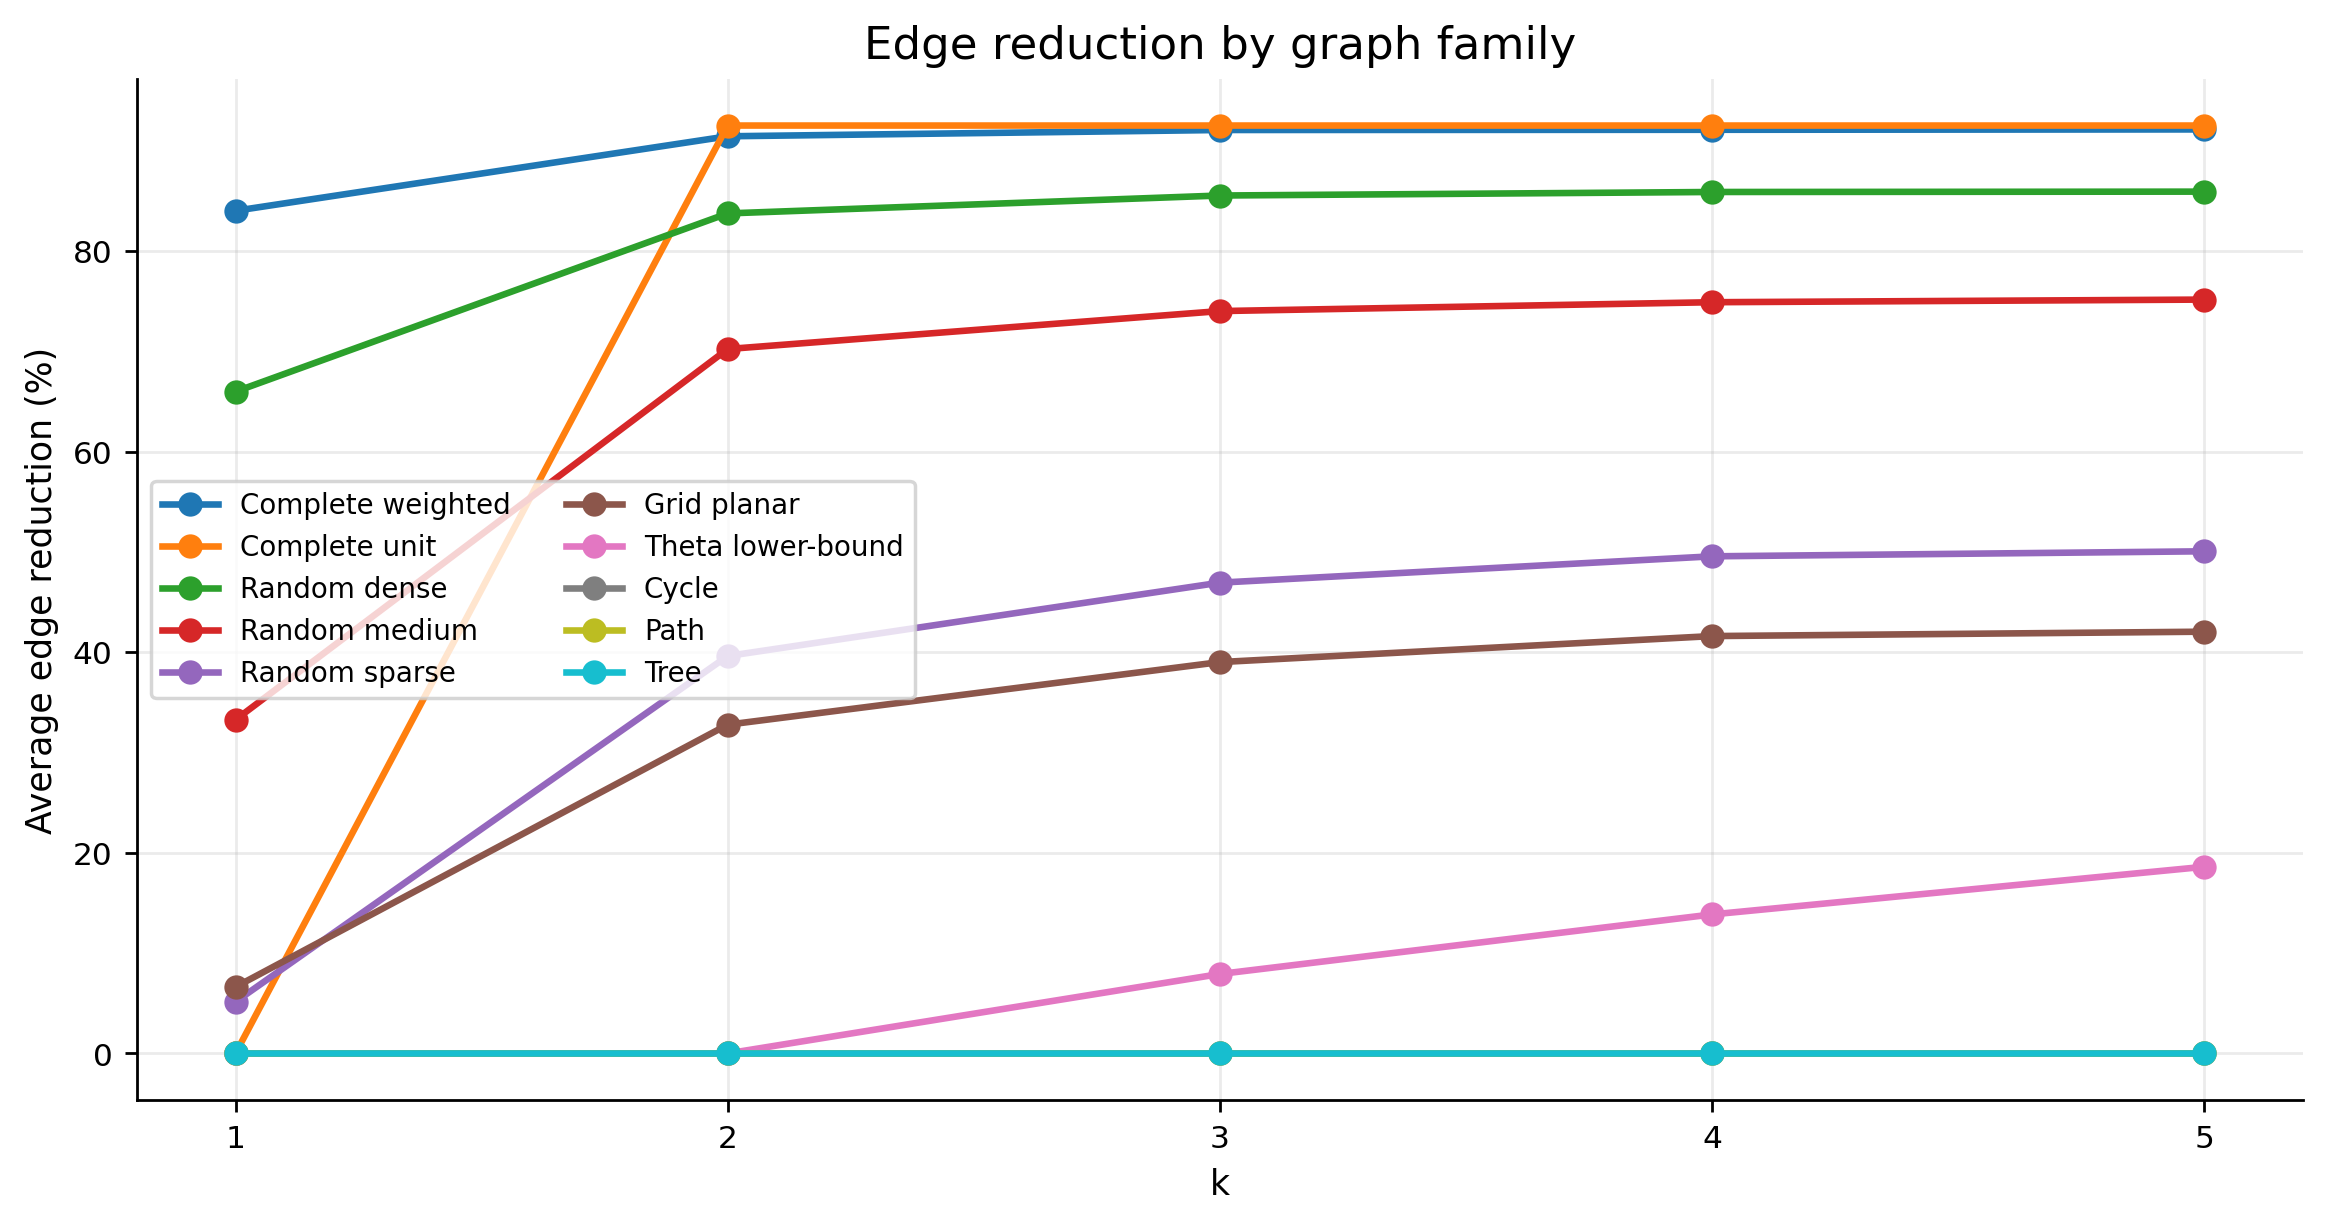 Edge reduction by graph family
Average edge reduction (%)
80
60
40
20
0
Complete weighted
Complete unit
Random dense
Random medium
Random sparse
Grid planar
Theta lower-bound
Cycle
Path
Tree
1 2 3 4 5
k